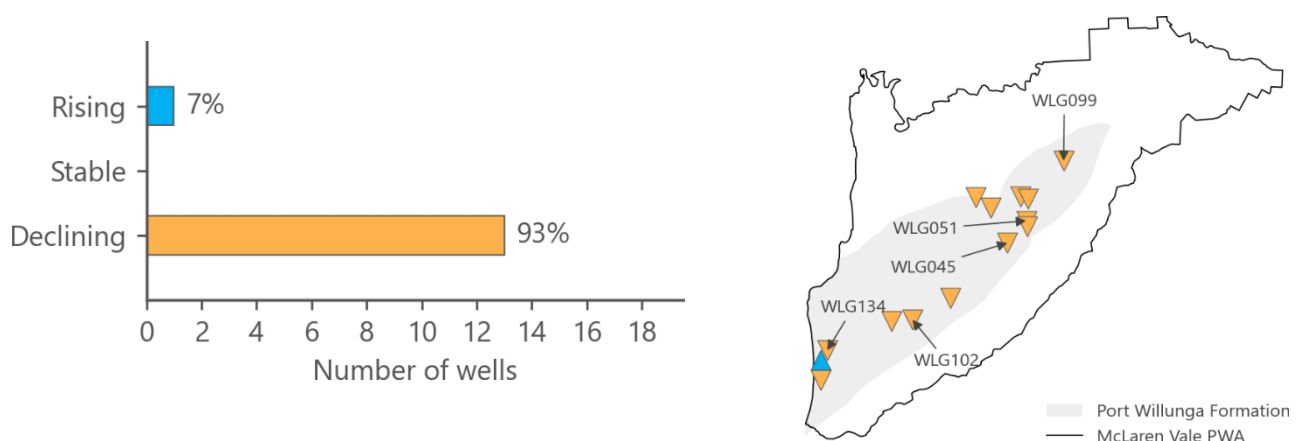 Rising
7%
Stable
Declining
93%
0 2 4 6 8 10 12 14 16 18
Number of wells
WLG099
WLG051
WLG045
WLG134
WLG102
Port Willunga Formation
McLaren Vale PWA